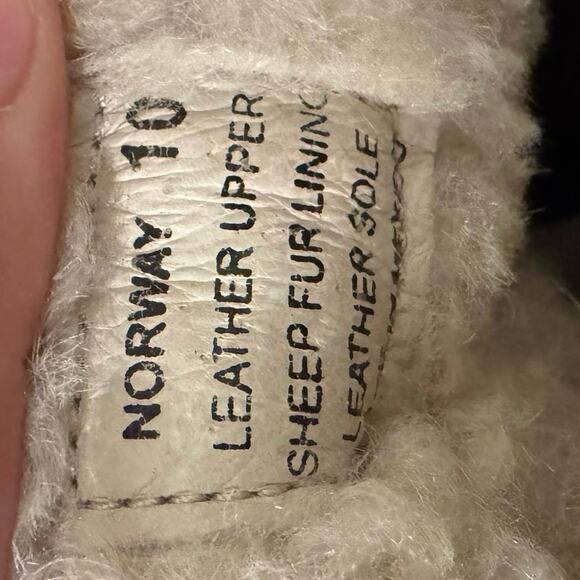 NORWAY 10
LEATHER UPPER
SHEEP FUR LINING
LEATHER SOLE